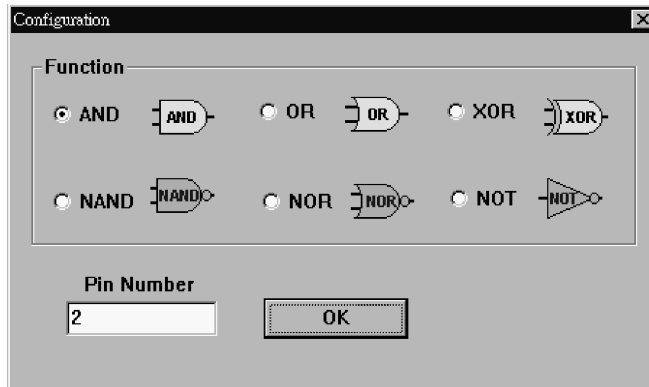 Configuration
Function
AND AND OR OR XOR XOR
NAND NAND NOR NOR NOT NOT
Pin Number
2
OK